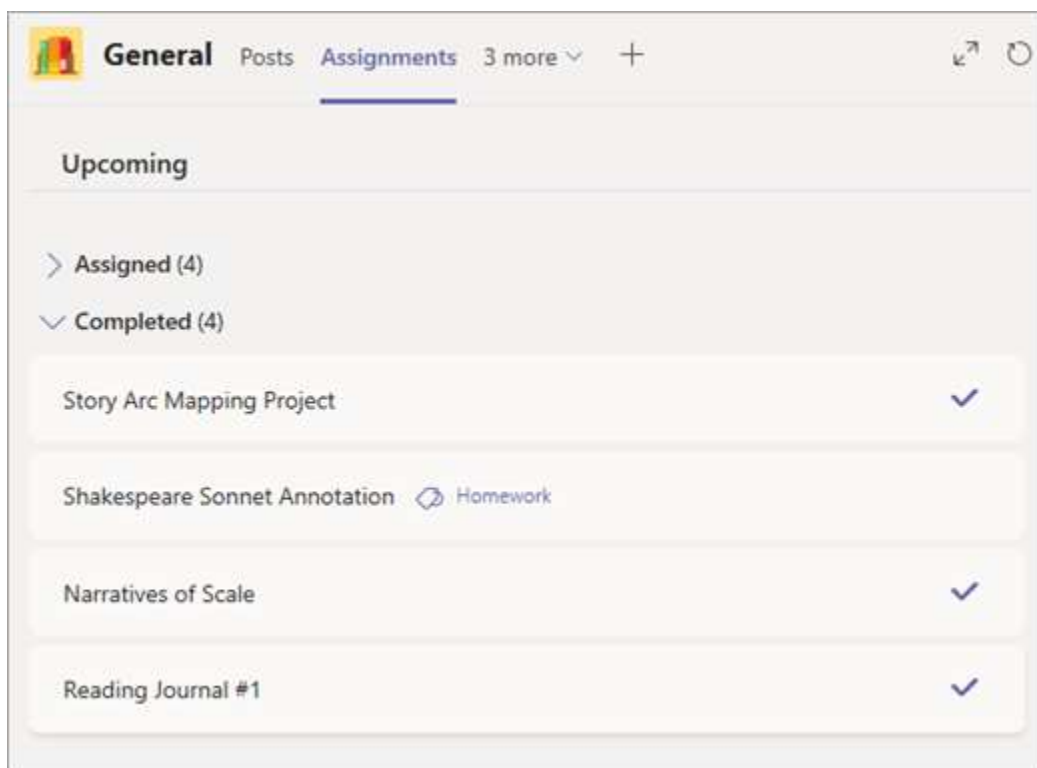 General Posts Assignments 3 more
Upcoming
Assigned (4)
Completed (4)
Story Arc Mapping Project
Shakespeare Sonnet Annotation Homework
Narratives of Scale
Reading Journal #1